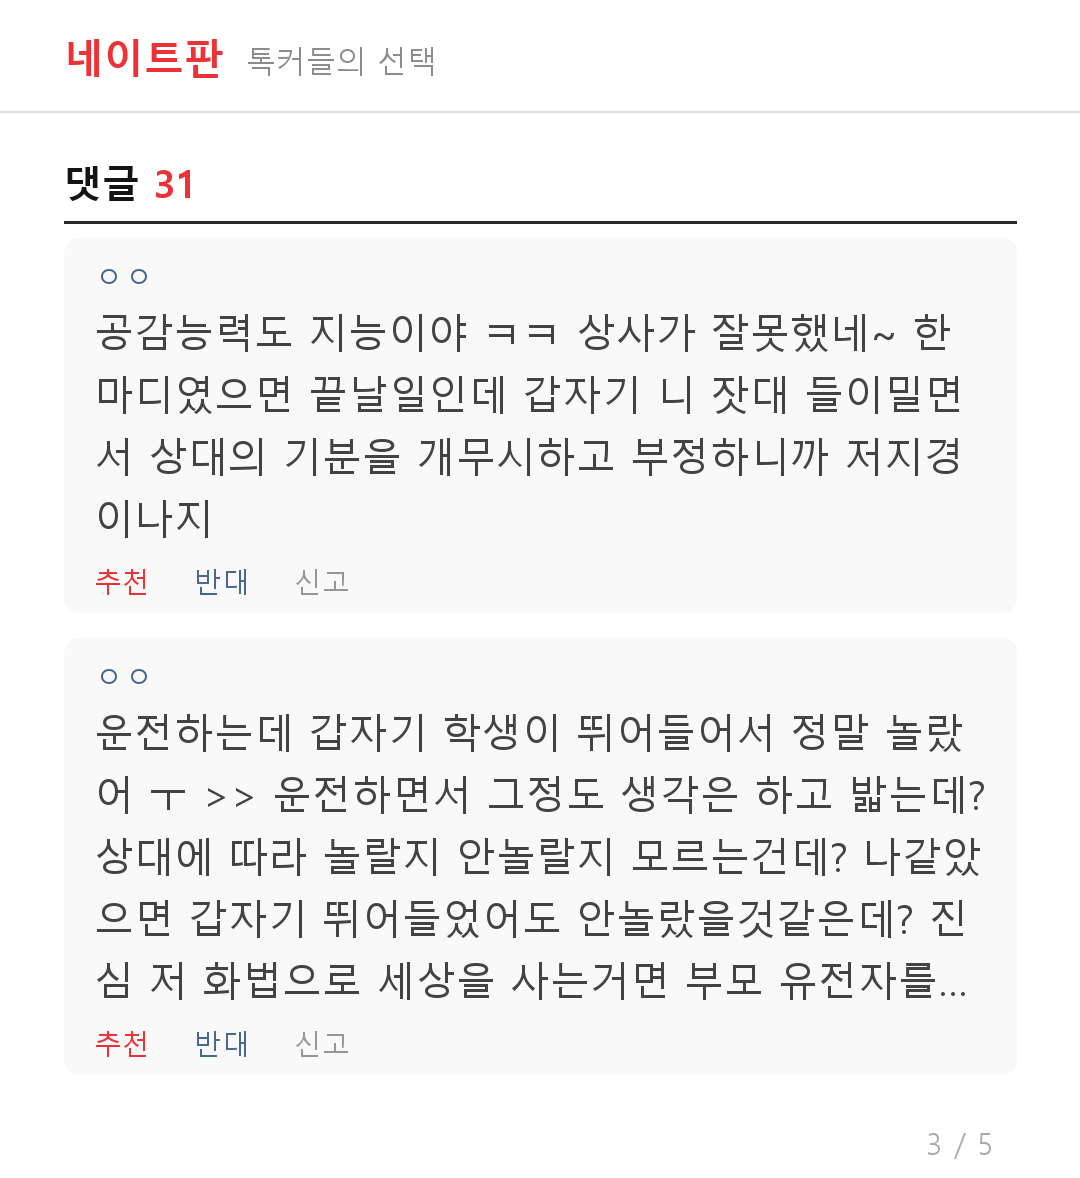 네이트판 톡커들의 선택
댓글 31
ㅇㅇ
공감능력도 지능이야 ㅋㅋ 상사가 잘못했네~ 한
마디였으면 끝날일인데 갑자기 니 잣대 들이밀면
서 상대의 기분을 개무시하고 부정하니까 저지경
이나지
추천 반대 신고
ㅇㅇ
운전하는데 갑자기 학생이 뛰어들어서 정말 놀랐
어 ㅜ >> 운전하면서 그정도 생각은 하고 밟는데?
상대에 따라 놀랄지 안놀랄지 모르는건데? 나같았
으면 갑자기 뛰어들었어도 안놀랐을것같은데? 진
심 저 화법으로 세상을 사는거면 부모 유전자를...
추천 반대 신고
3 / 5